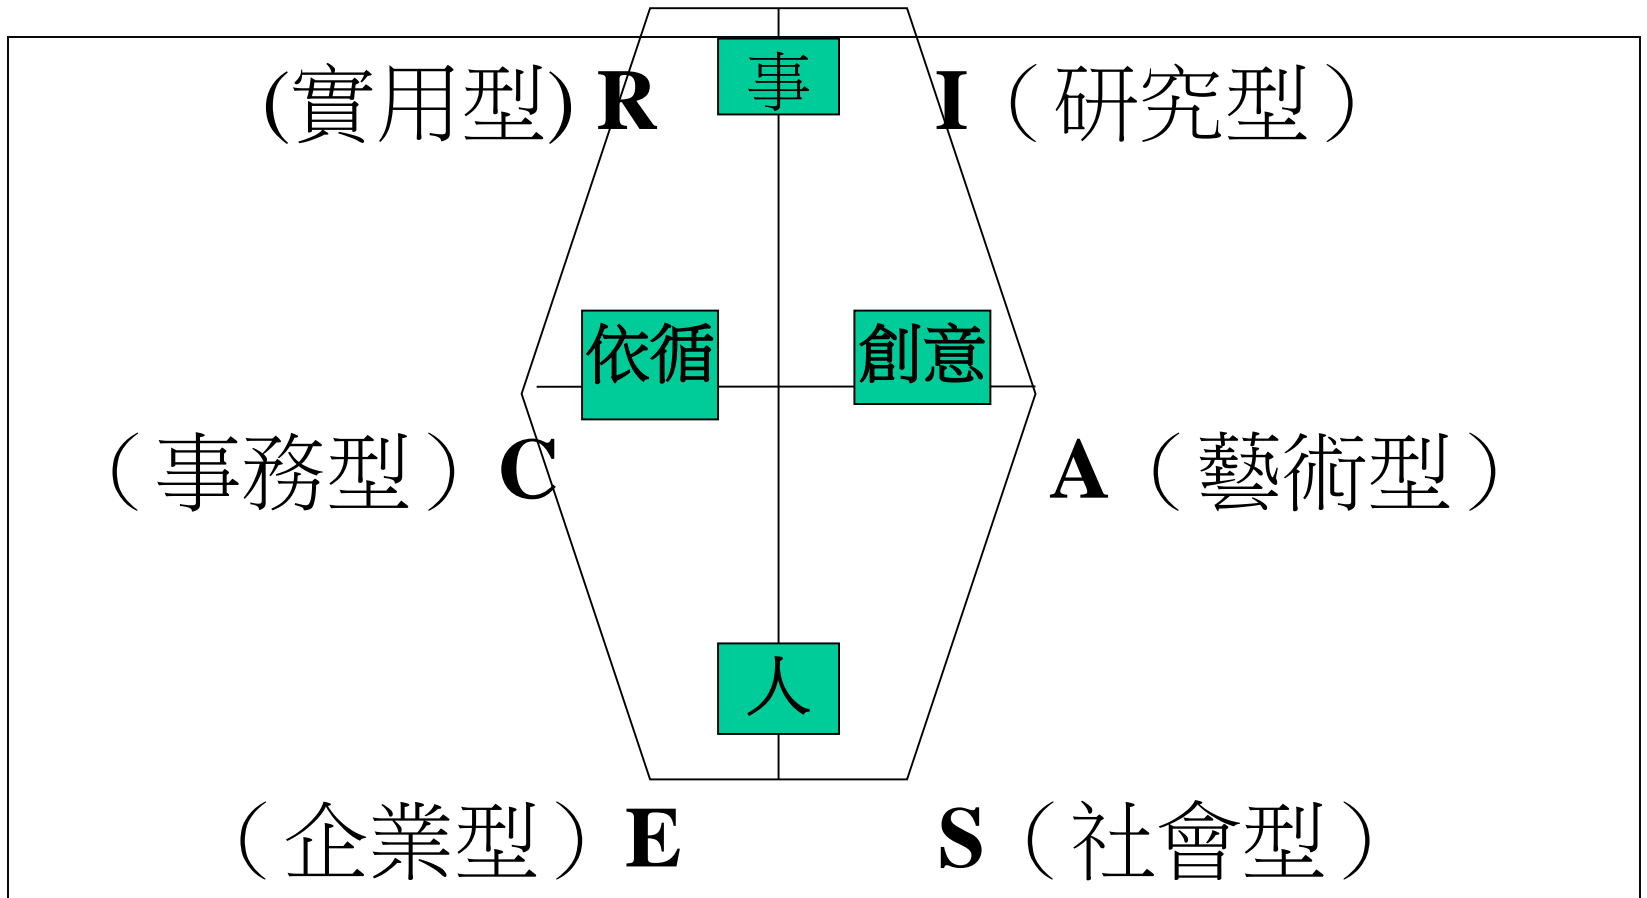 (實用型) R 事 I（研究型）
依循 創意
（事務型）C A（藝術型）
人
（企業型）E S（社會型）